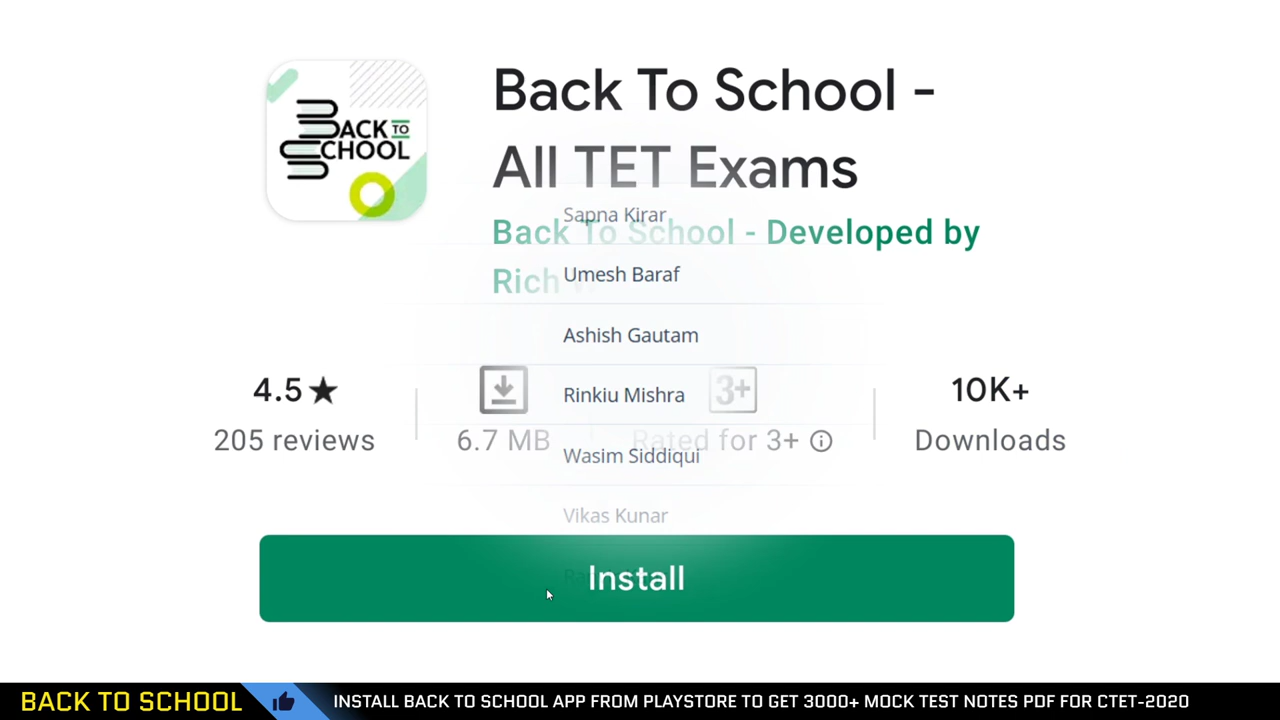 BACK TO
SCHOOL
Back To School -
All TET Exams
Back To School - Developed by
Rich
Sapna Kirar
Umesh Baraf
Ashish Gautam
Rinkiu Mishra
Wasim Siddiqui
Vikas Kunar
4.5★
205 reviews
6.7 MB
3+
Rated for 3+
10K+
Downloads
Install
BACK TO SCHOOL
INSTALL BACK TO SCHOOL APP FROM PLAYSTORE TO GET 3000+ MOCK TEST NOTES PDF FOR CTET-2020